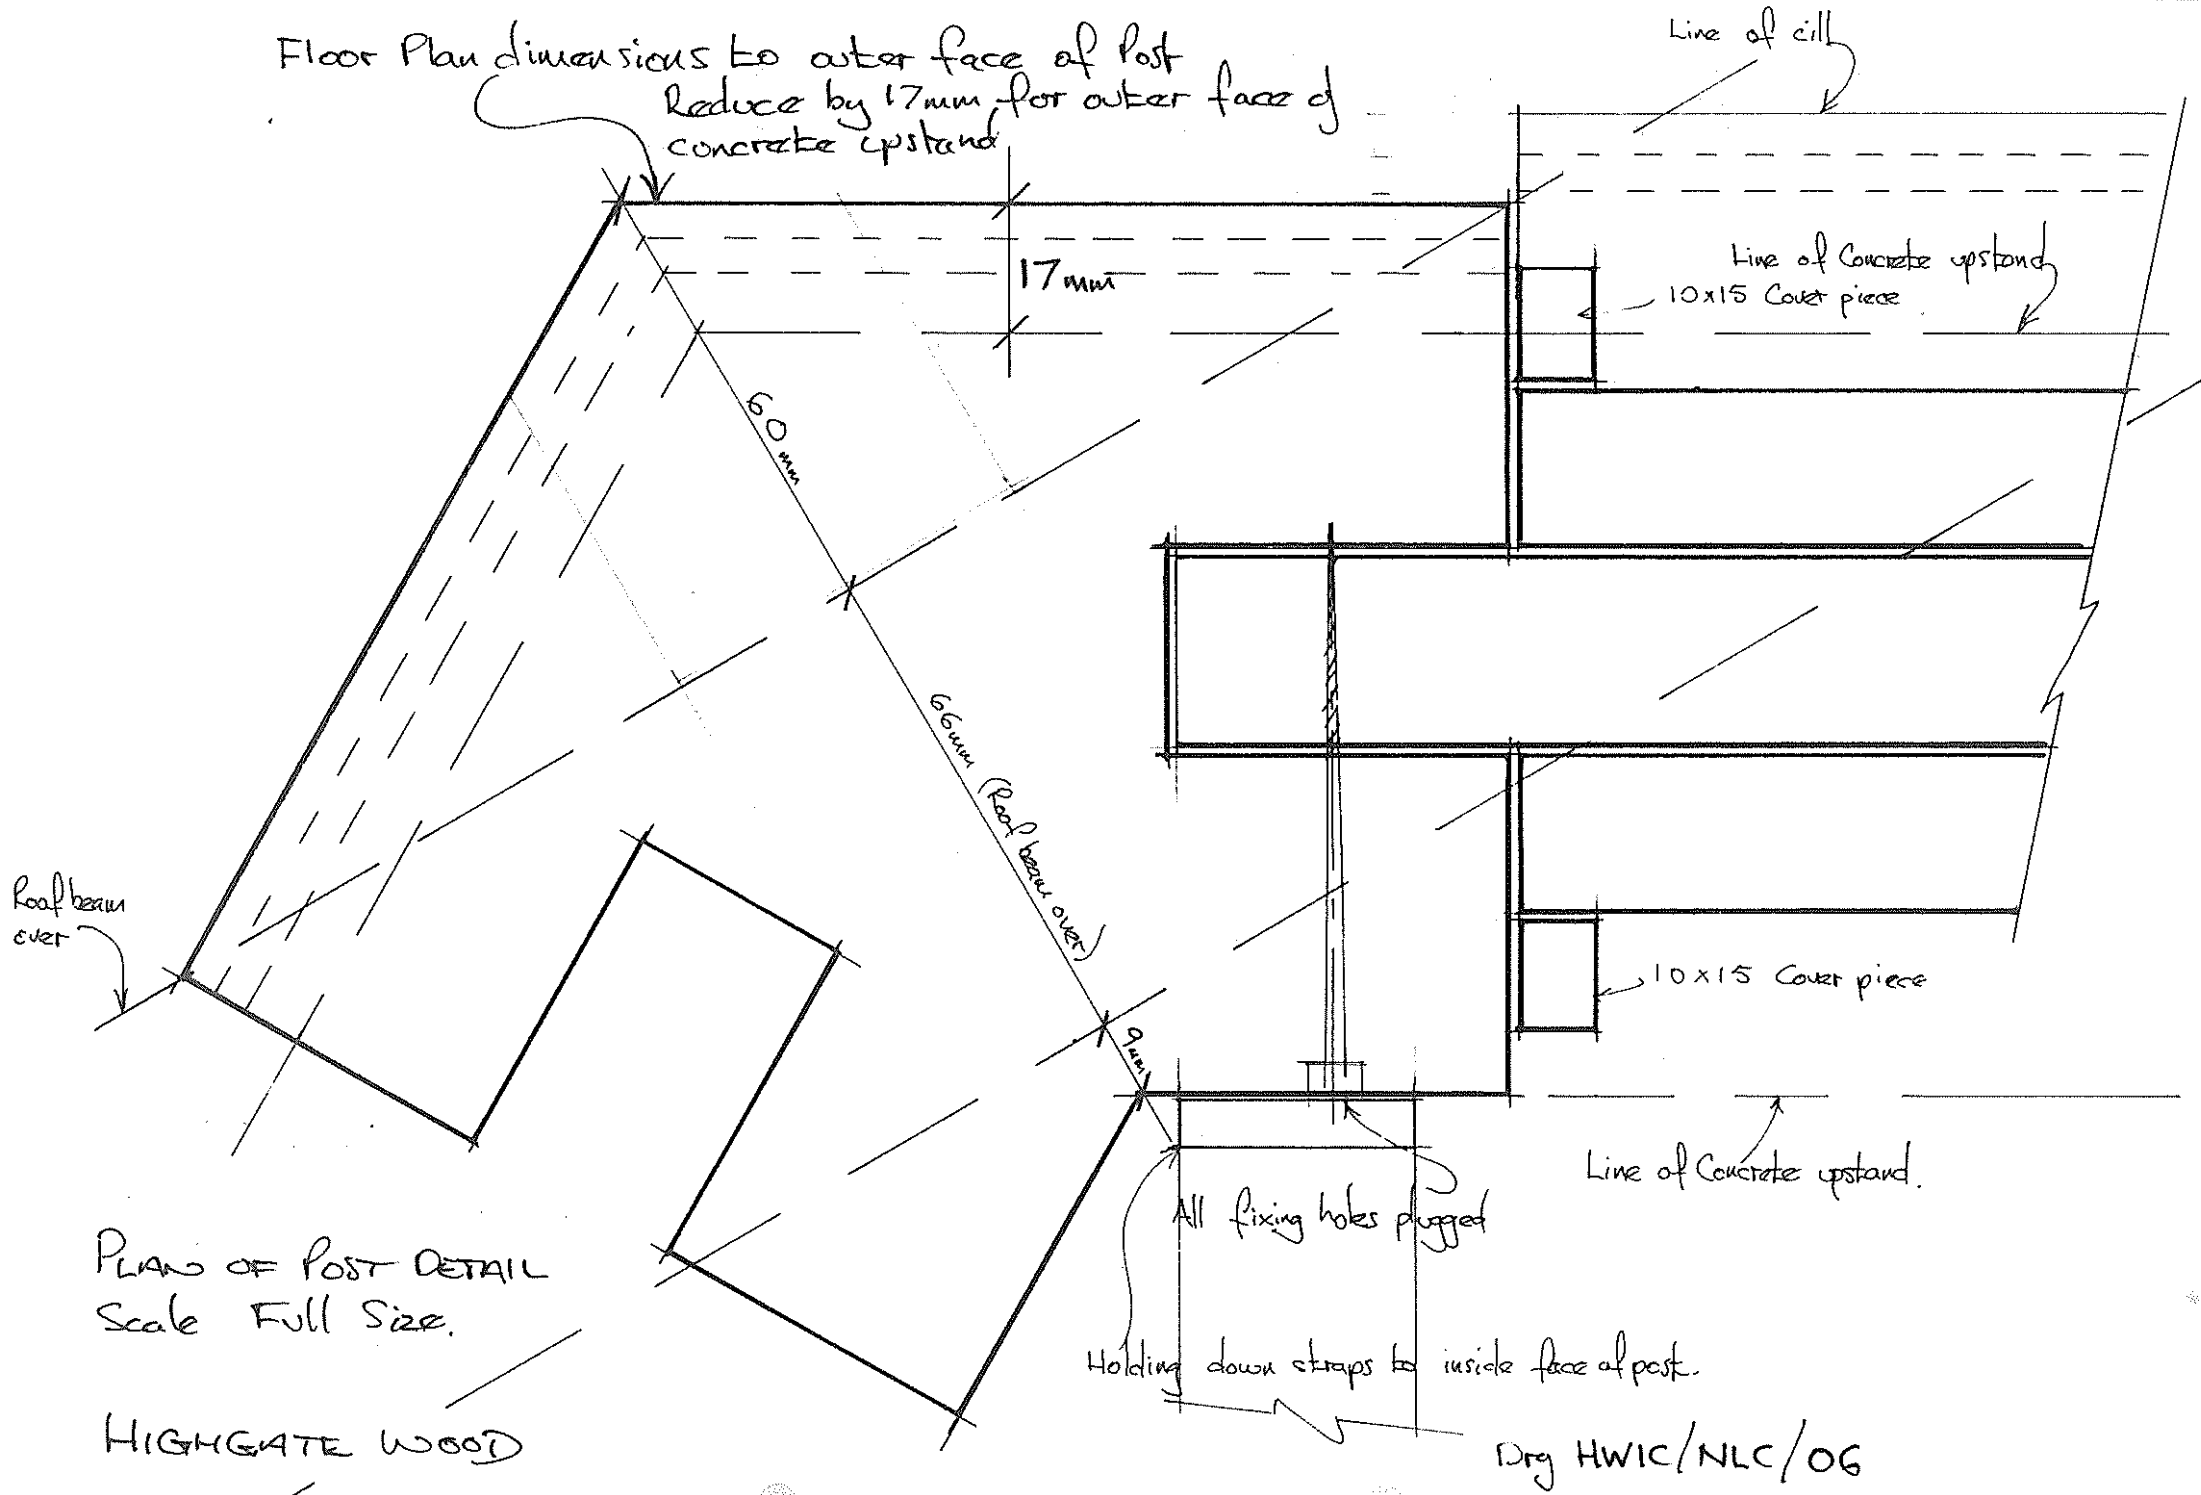 Floor Plan dimensions to outer face of Post
Reduce by 17mm for outer face of
concrete upstand
Line of cill
17mm
Line of Concrete upstand
10x15 Cover piece
60mm
66mm (Roof beam over)
9mm
Roof beam
over
10x15 Cover piece
Line of Concrete upstand.
All fixing holes plugged
PLAN OF POST DETAIL
Scale Full Size.
Holding down straps to inside face of post.
HIGHGATE WOOD
Drg HWIC/NLC/06